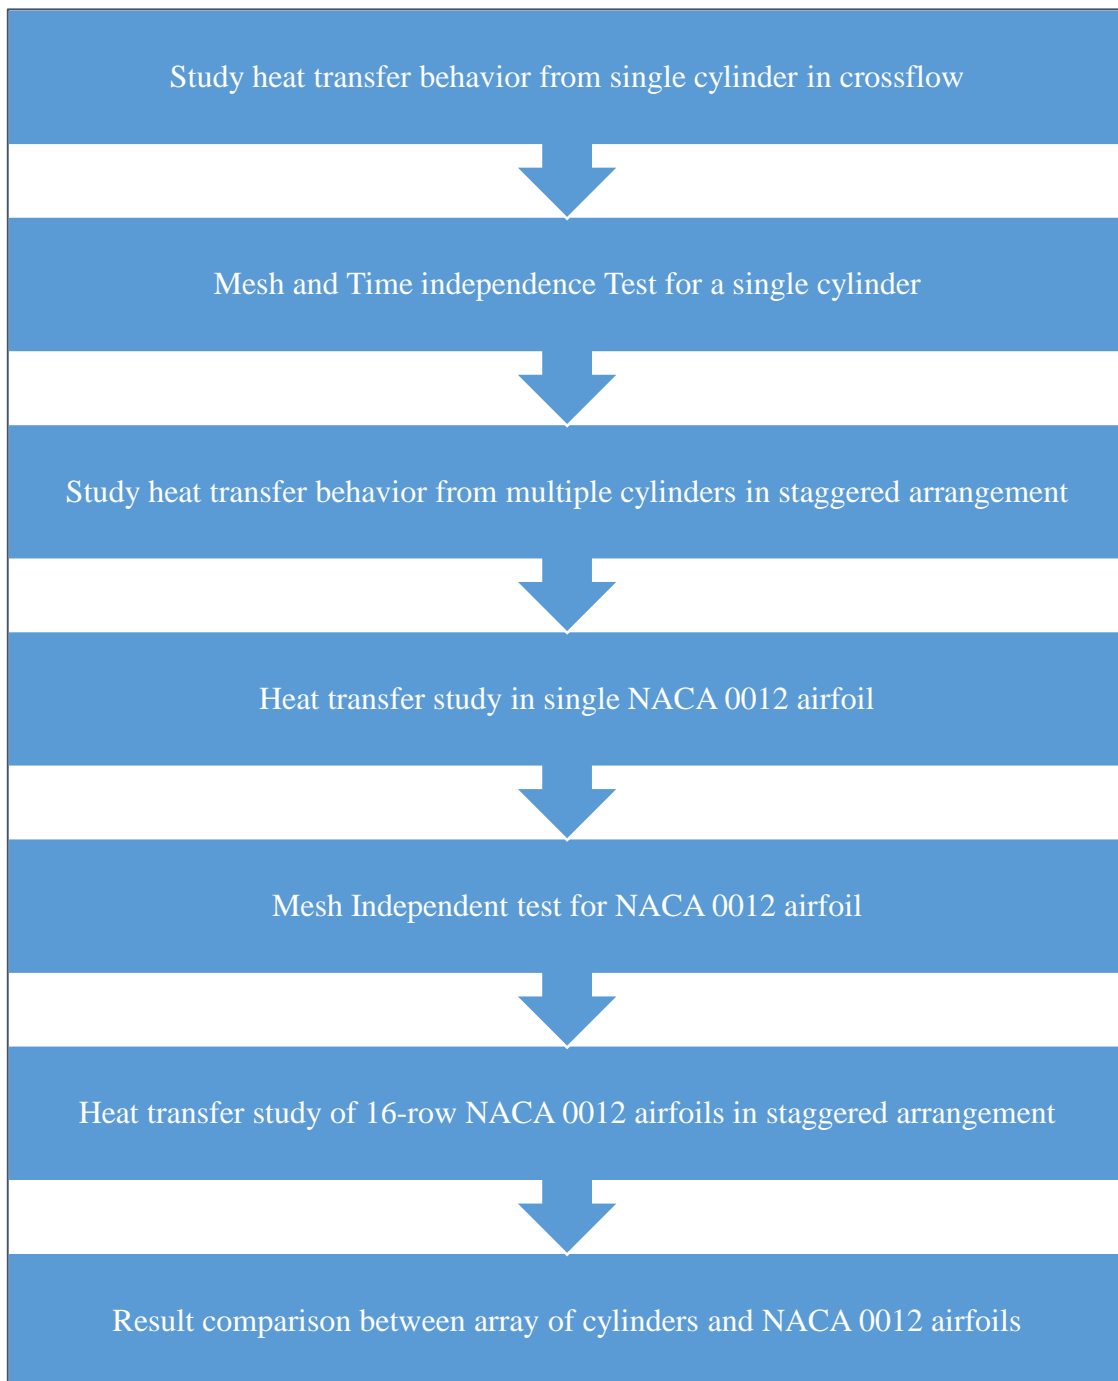 Study heat transfer behavior from single cylinder in crossflow
Mesh and Time independence Test for a single cylinder
Study heat transfer behavior from multiple cylinders in staggered arrangement
Heat transfer study in single NACA 0012 airfoil
Mesh Independent test for NACA 0012 airfoil
Heat transfer study of 16-row NACA 0012 airfoils in staggered arrangement
Result comparison between array of cylinders and NACA 0012 airfoils